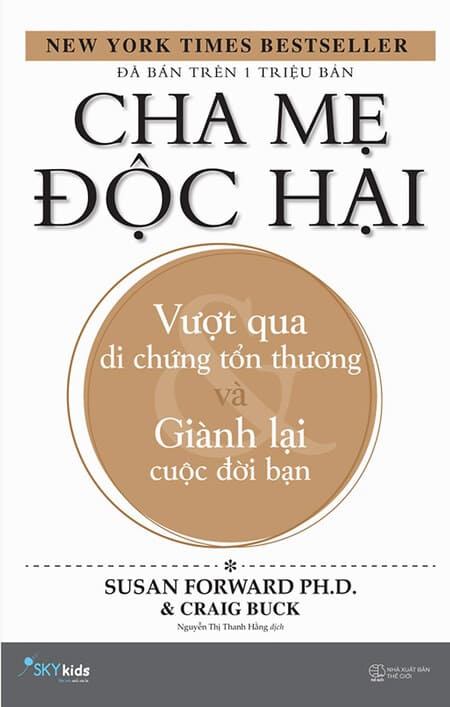 NEW YORK TIMES BESTSELLER
ĐÃ BÁN TRÊN 1 TRIỆU BẢN
CHA MẸ
ĐỘC HẠI
&
Vượt qua
di chứng tổn thương
và
Giành lại
cuộc đời bạn
SUSAN FORWARD PH.D.
& CRAIG BUCK
Nguyễn Thị Thanh Hằng dịch
SKYkids
NHÀ XUẤT BẢN
THẾ GIỚI